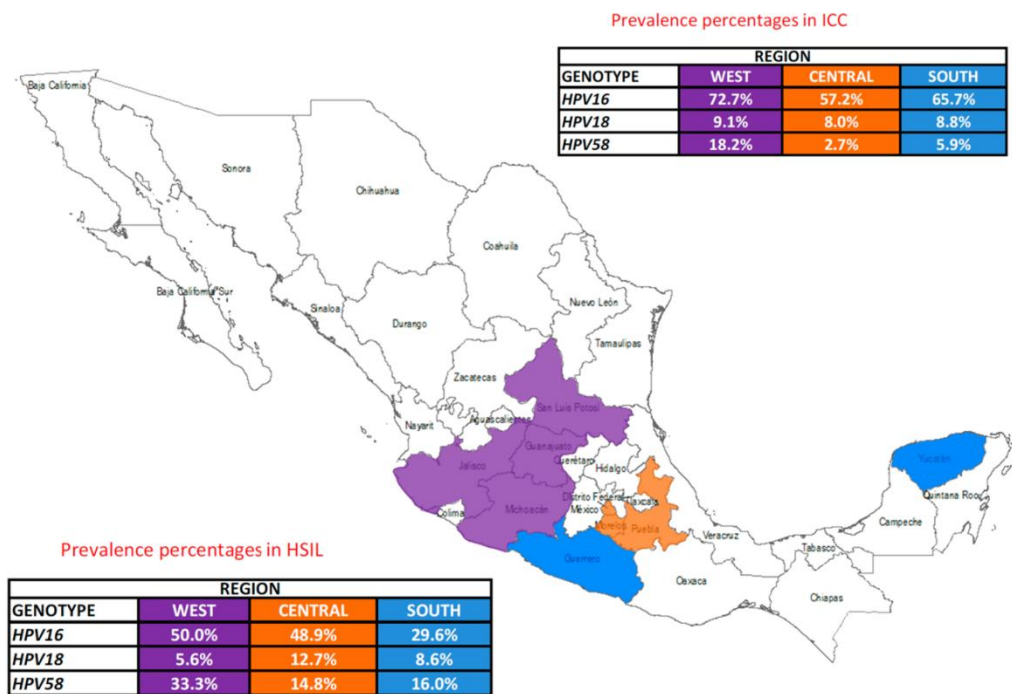 Prevalence percentages in ICC
REGION
GENOTYPE WEST CENTRAL SOUTH
HPV16 72.7% 57.2% 65.7%
HPV18 9.1% 8.0% 8.8%
HPV58 18.2% 2.7% 5.9%
Baja California
Sonora
Chihuahua
Coahuila
Baja California Sur
Sinaloa
Durango
Nuevo León
Tamaulipas
Zacatecas
San Luis Potosí
Nayarit
Aguascalientes
Guanajuato
Jalisco
Querétaro
Hidalgo
Yucatán
Quintana Roo
Colima
Michoacán
Distrito Federal
México
Tlaxcala
Morelos
Puebla
Veracruz
Campeche
Tabasco
Guerrero
Oaxaca
Chiapas
Prevalence percentages in HSIL
REGION
GENOTYPE WEST CENTRAL SOUTH
HPV16 50.0% 48.9% 29.6%
HPV18 5.6% 12.7% 8.6%
HPV58 33.3% 14.8% 16.0%